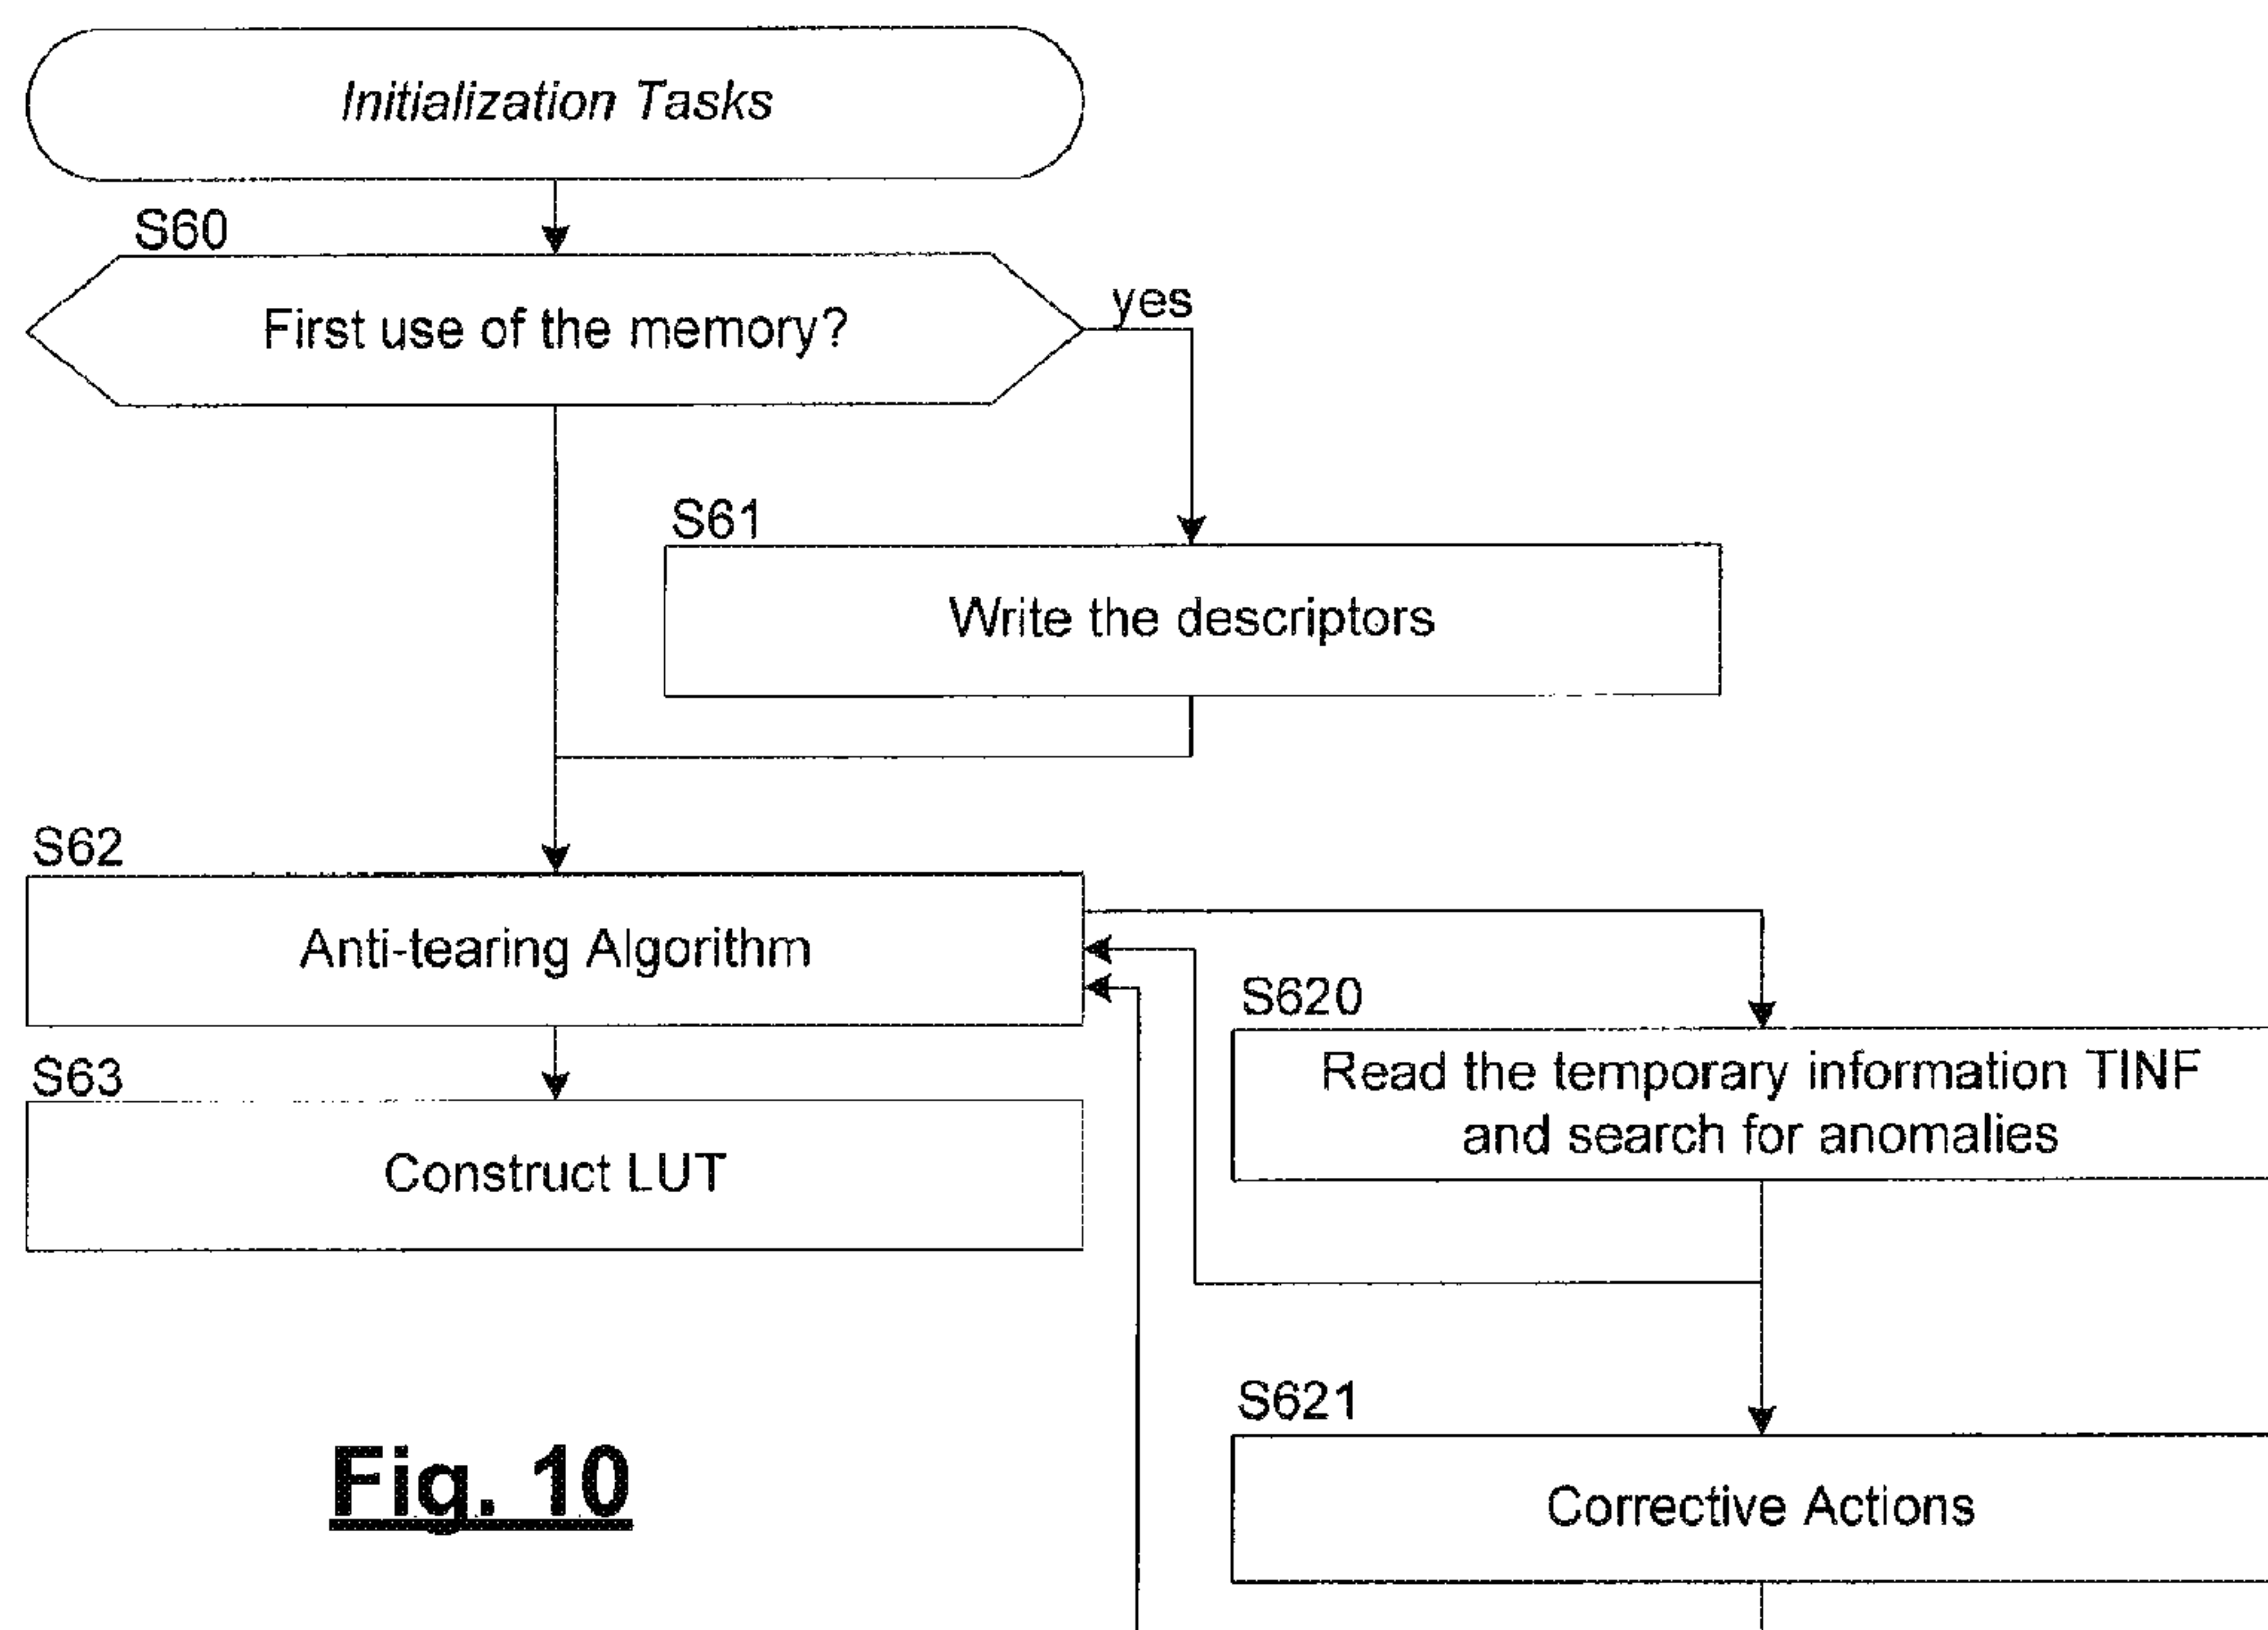 Initialization Tasks
S60
First use of the memory?
yes
S61
Write the descriptors
S62
Anti-tearing Algorithm
S620
Read the temporary information TINF
and search for anomalies
S63
Construct LUT
S621
Corrective Actions
Fig. 10